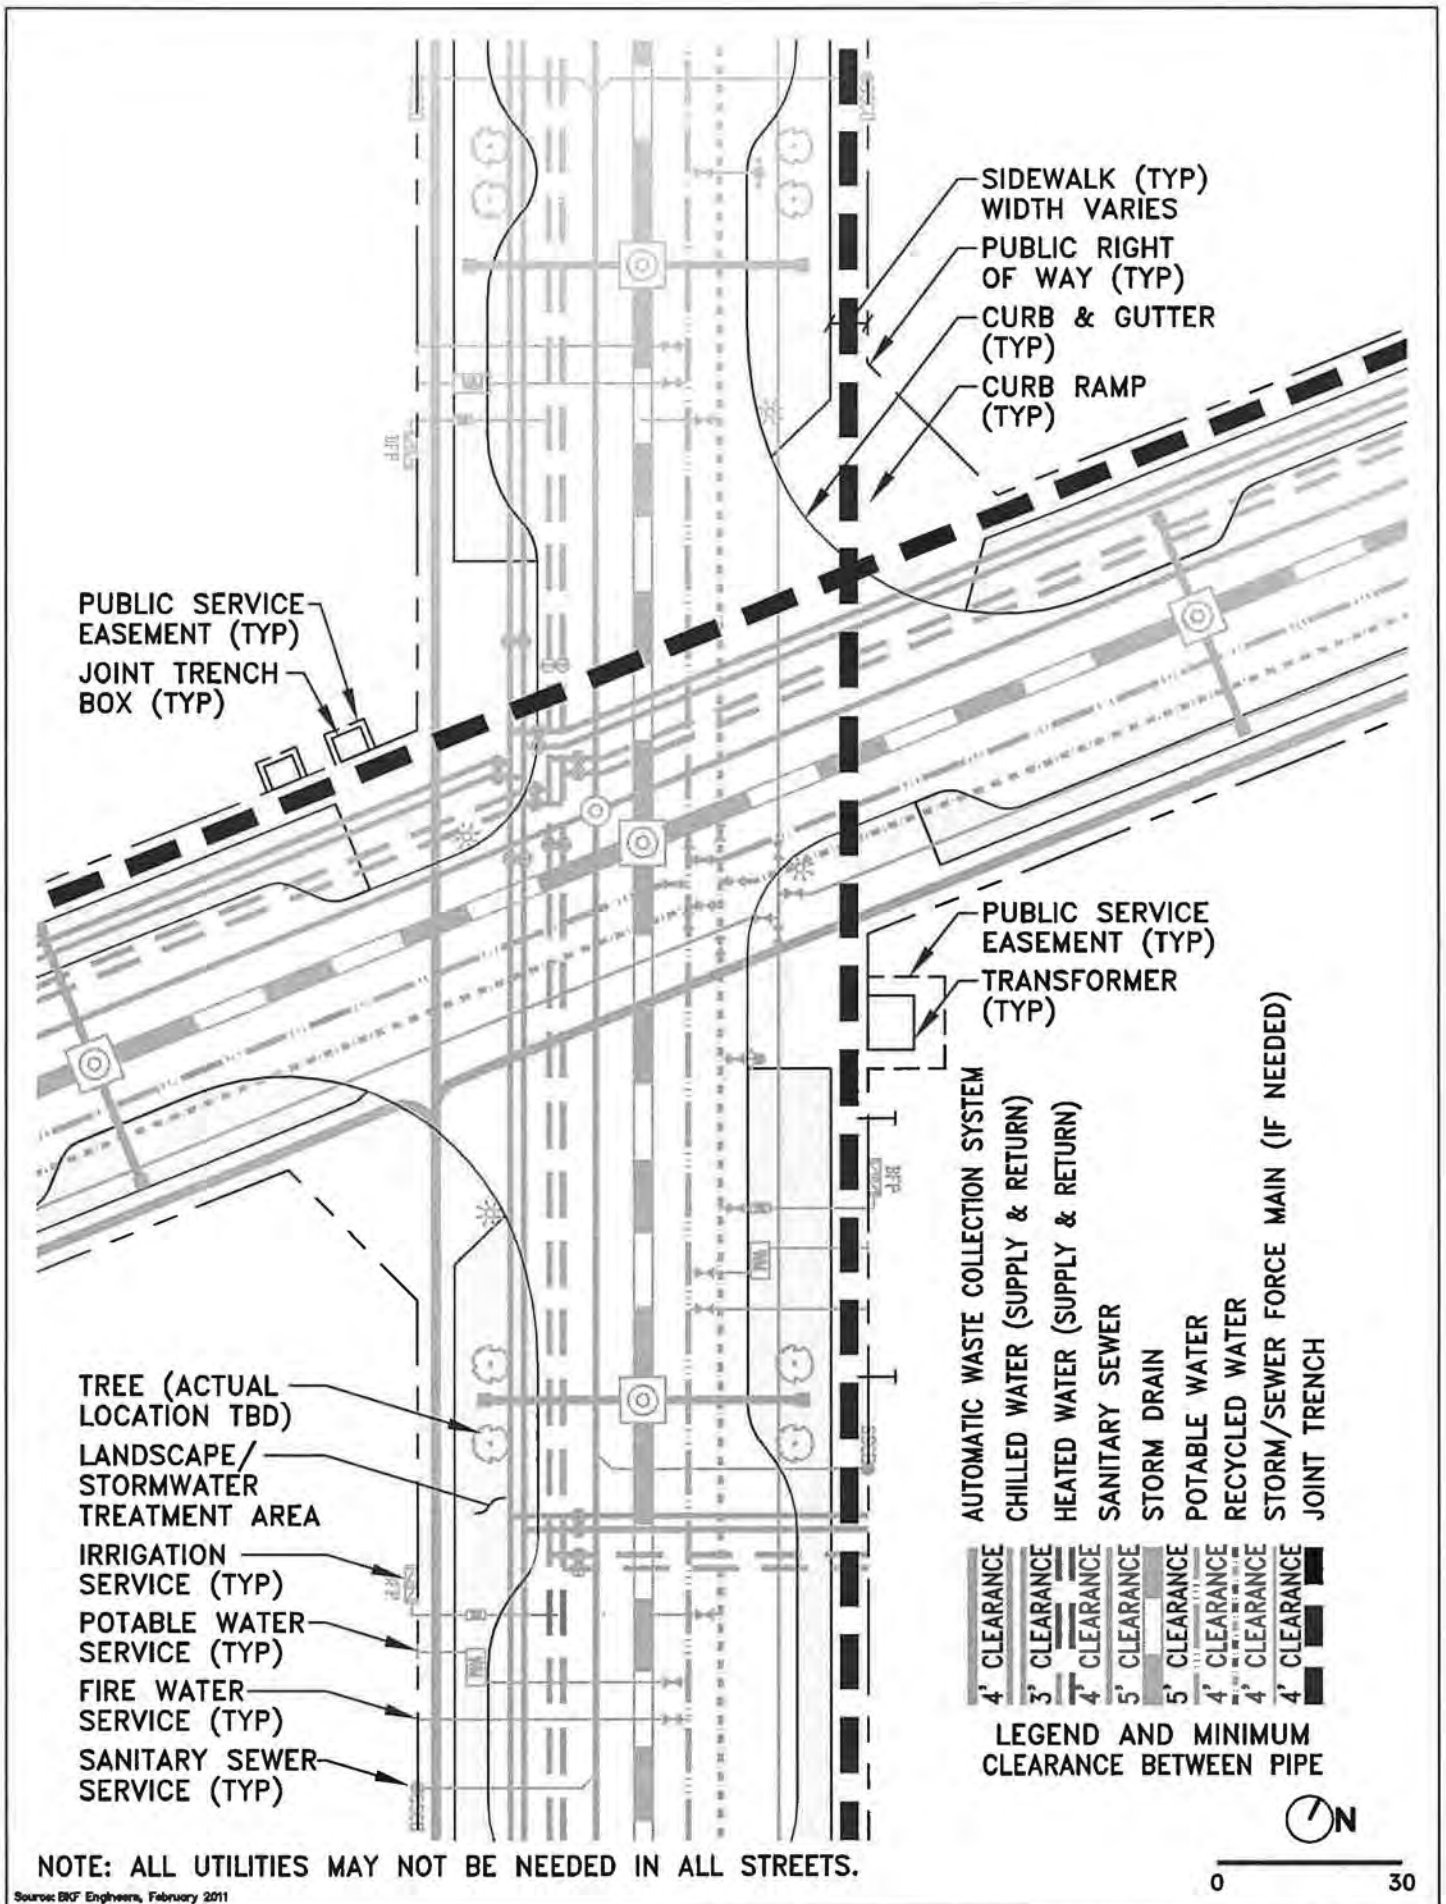 SIDEWALK (TYP)
WIDTH VARIES
PUBLIC RIGHT
OF WAY (TYP)
CURB & GUTTER
(TYP)
CURB RAMP
(TYP)
PUBLIC SERVICE
EASEMENT (TYP)
JOINT TRENCH
BOX (TYP)
BFP
PUBLIC SERVICE
EASEMENT (TYP)
TRANSFORMER
(TYP)
BFP
WM
TREE (ACTUAL
LOCATION TBD)
LANDSCAPE/
STORMWATER
TREATMENT AREA
IRRIGATION
SERVICE (TYP)
POTABLE WATER
SERVICE (TYP)
FIRE WATER
SERVICE (TYP)
SANITARY SEWER
SERVICE (TYP)
WM
AUTOMATIC WASTE COLLECTION SYSTEM
CHILLED WATER (SUPPLY & RETURN)
HEATED WATER (SUPPLY & RETURN)
SANITARY SEWER
STORM DRAIN
POTABLE WATER
RECYCLED WATER
STORM/SEWER FORCE MAIN (IF NEEDED)
JOINT TRENCH
4' CLEARANCE
3' CLEARANCE
4' CLEARANCE
5' CLEARANCE
5' CLEARANCE
4' CLEARANCE
4' CLEARANCE
4' CLEARANCE
LEGEND AND MINIMUM
CLEARANCE BETWEEN PIPE
N
0 30
NOTE: ALL UTILITIES MAY NOT BE NEEDED IN ALL STREETS.
Source: BKF Engineers, February 2011